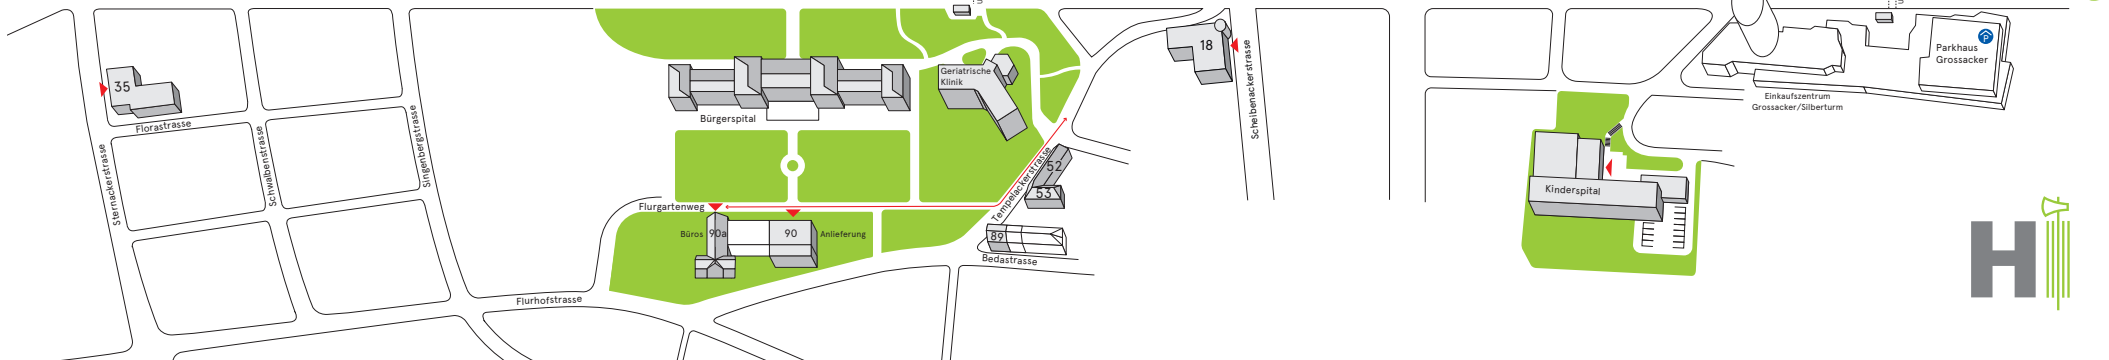 35
Florastrasse
Sternackerstrasse
Schwalbenstrasse
Singenbergstrasse
Bürgerspital
Geriatrische
Klinik
18
Scheibenackerstrasse
52
53
Tempelackerstrasse
Flurgartenweg
Büros
90a
90
Anlieferung
89
Bedastrasse
Flurhofstrasse
Kinderspital
Einkaufszentrum
Grossacker/Silberturm
Parkhaus
Grossacker
P
H